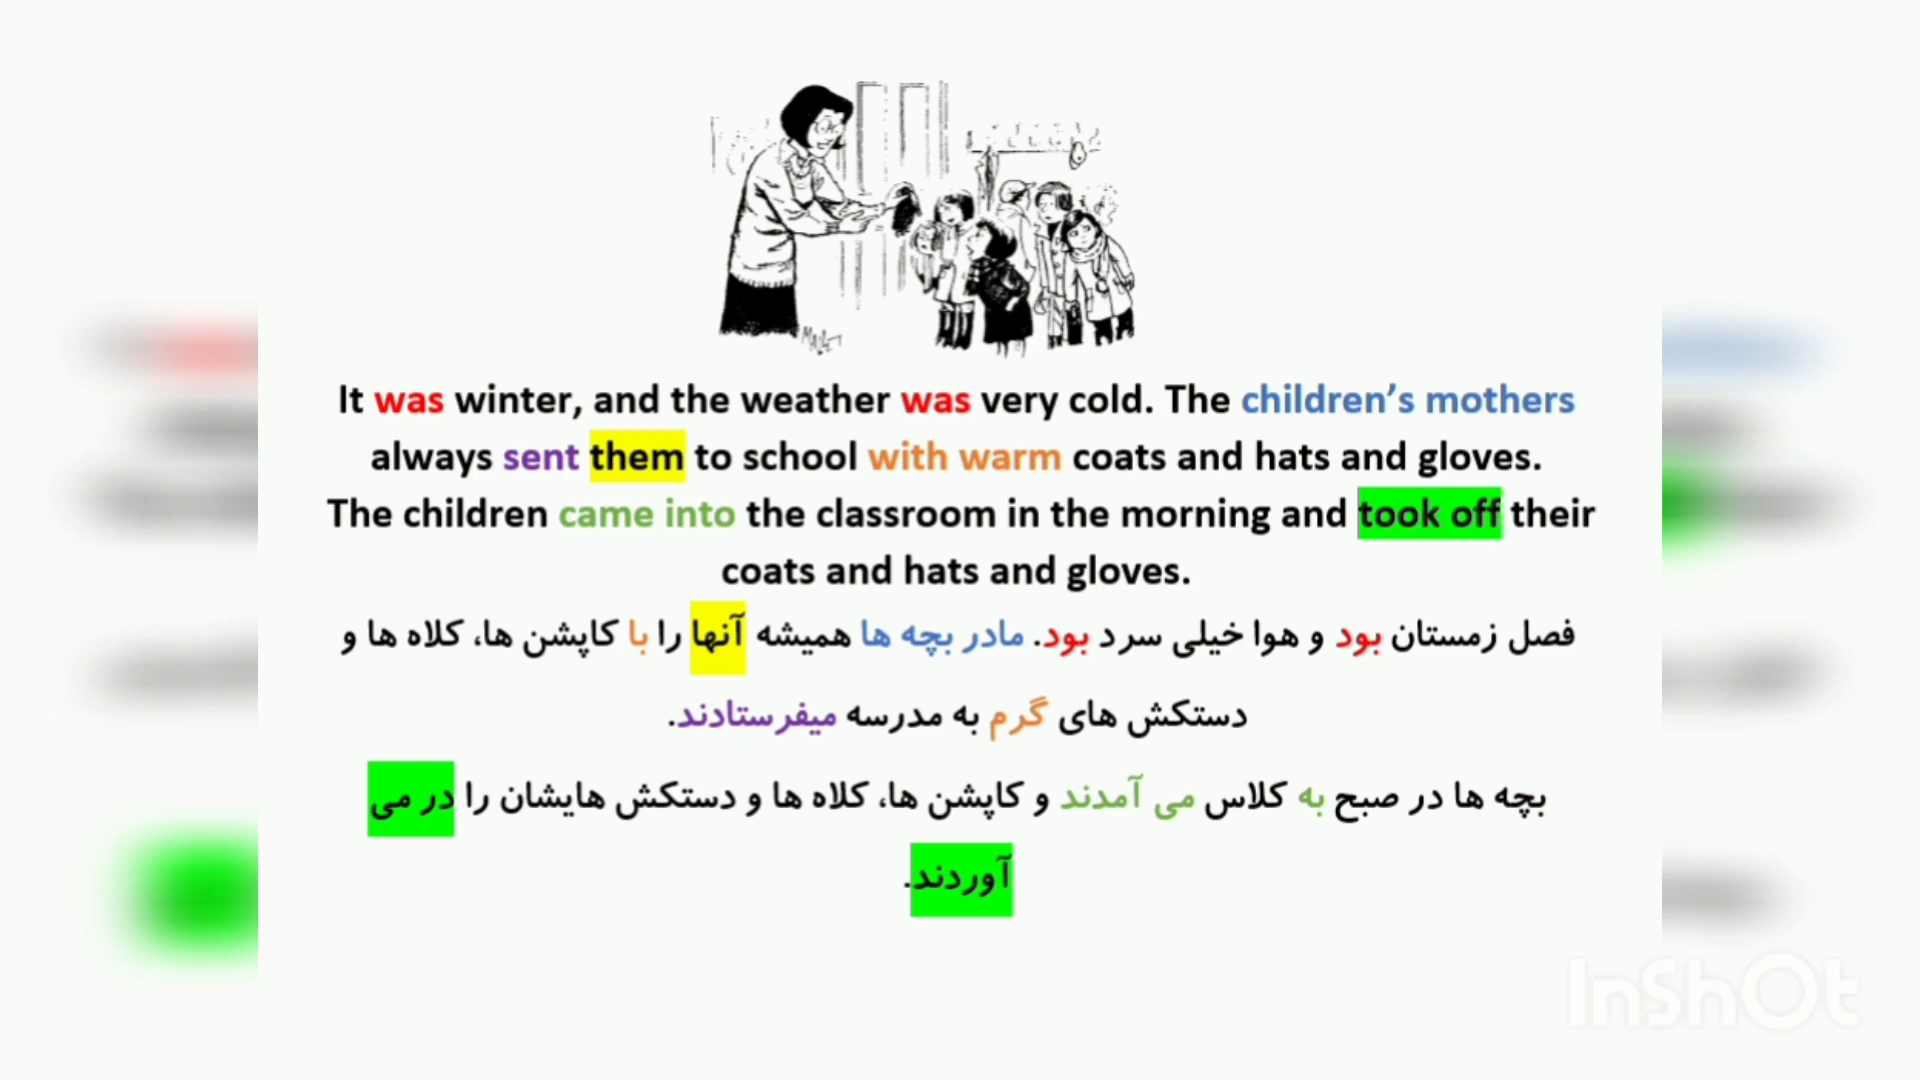 It was winter, and the weather was very cold. The children’s mothers
always sent them to school with warm coats and hats and gloves.
The children came into the classroom in the morning and took off their
coats and hats and gloves.
فصل زمستان بود و هوا خیلی سرد بود. مادر بچه ها همیشه آنها را با کاپشن ها، کلاه ها و
دستکش های گرم به مدرسه میفرستادند.
بچه ها در صبح به کلاس می آمدند و کاپشن ها، کلاه ها و دستکش هایشان را در می
آوردند.
InShOt